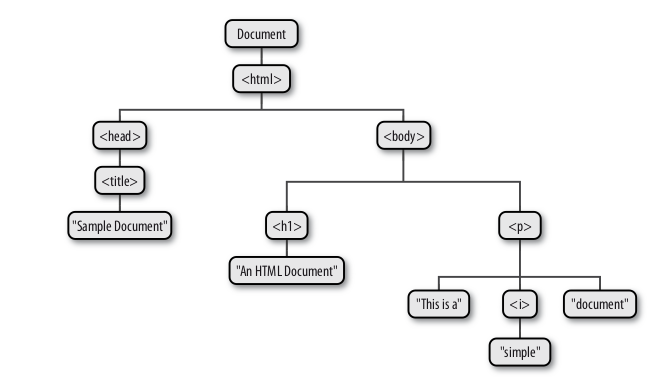 Document
<html>
<head>
<body>
<title>
"Sample Document"
<h1>
<p>
"An HTML Document"
"This is a"
<i>
"document"
"simple"